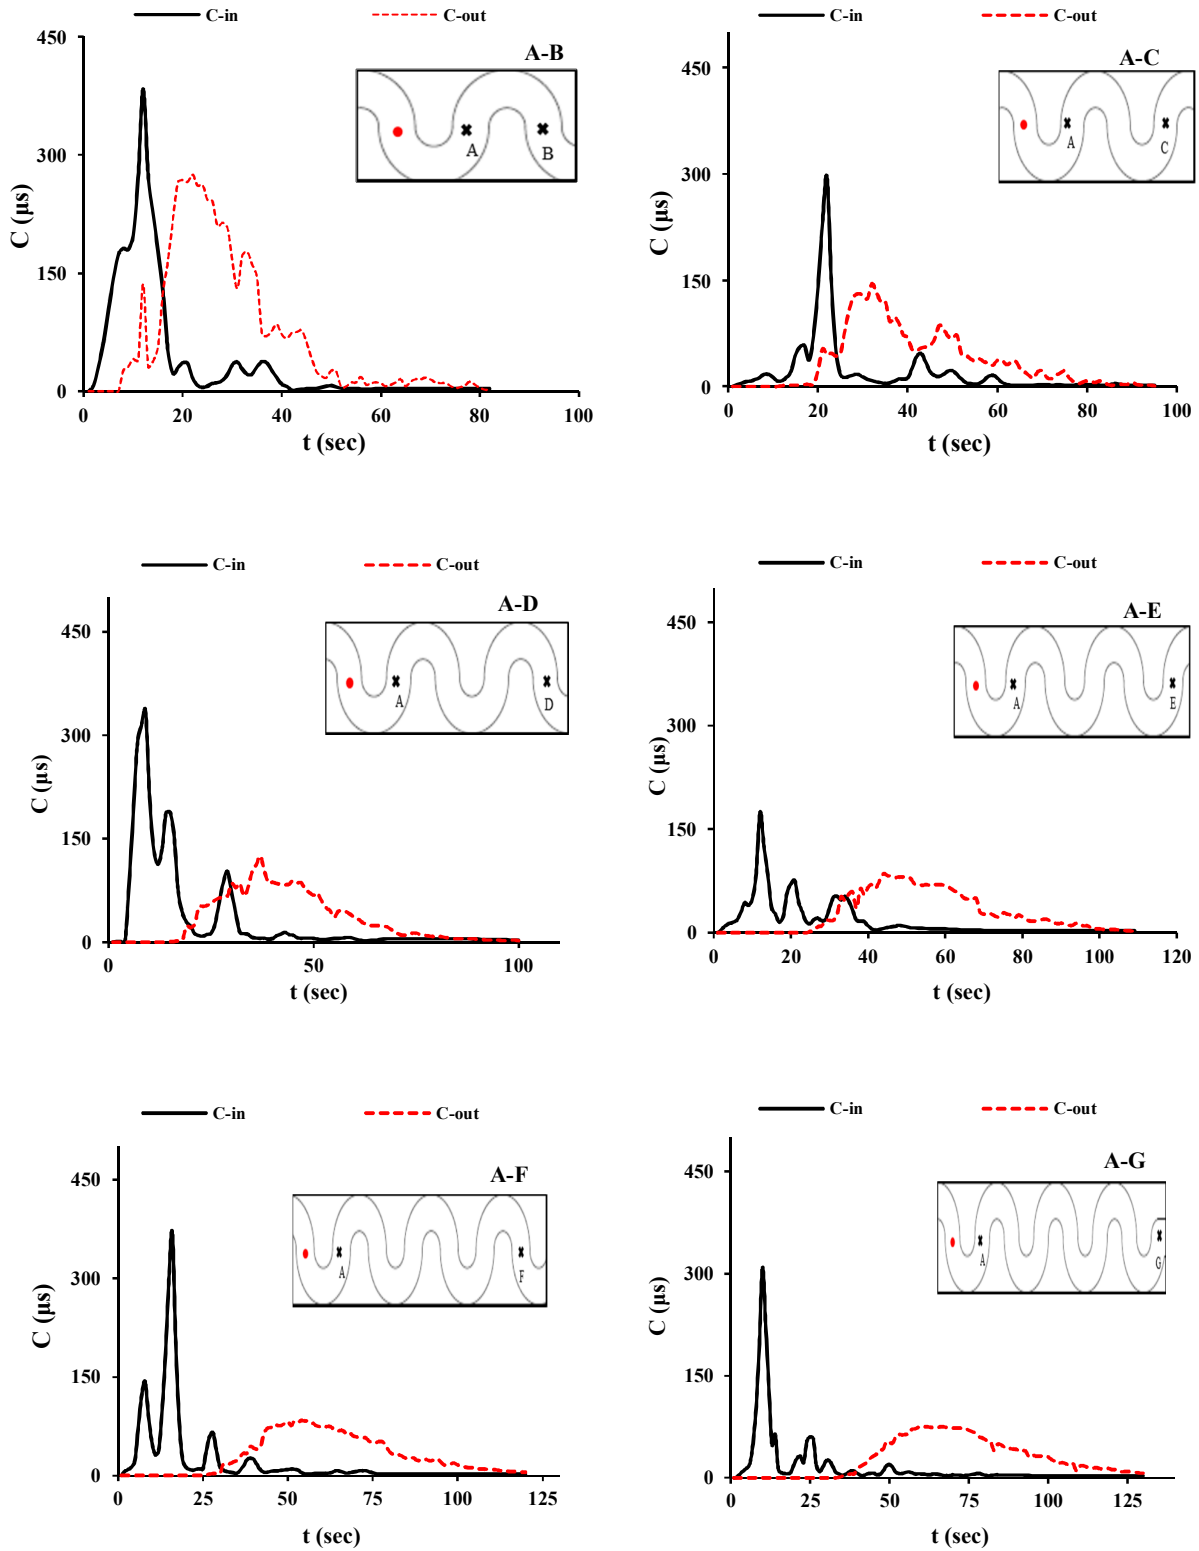 C-in C-out
A-B
450
300
150
0
C (µs)
A
B
0 20 40 60 80 100
t (sec)
C-in C-out
A-C
450
300
150
0
C (µs)
A
C
0 20 40 60 80 100
t (sec)
C-in C-out
A-D
450
300
150
0
C (µs)
A
D
0 50 100
t (sec)
C-in C-out
A-E
450
300
150
0
C (µs)
A
E
0 20 40 60 80 100 120
t (sec)
C-in C-out
A-F
450
300
150
0
C (µs)
A
F
0 25 50 75 100 125
t (sec)
C-in C-out
A-G
450
300
150
0
C (µs)
A
G
0 25 50 75 100 125
t (sec)